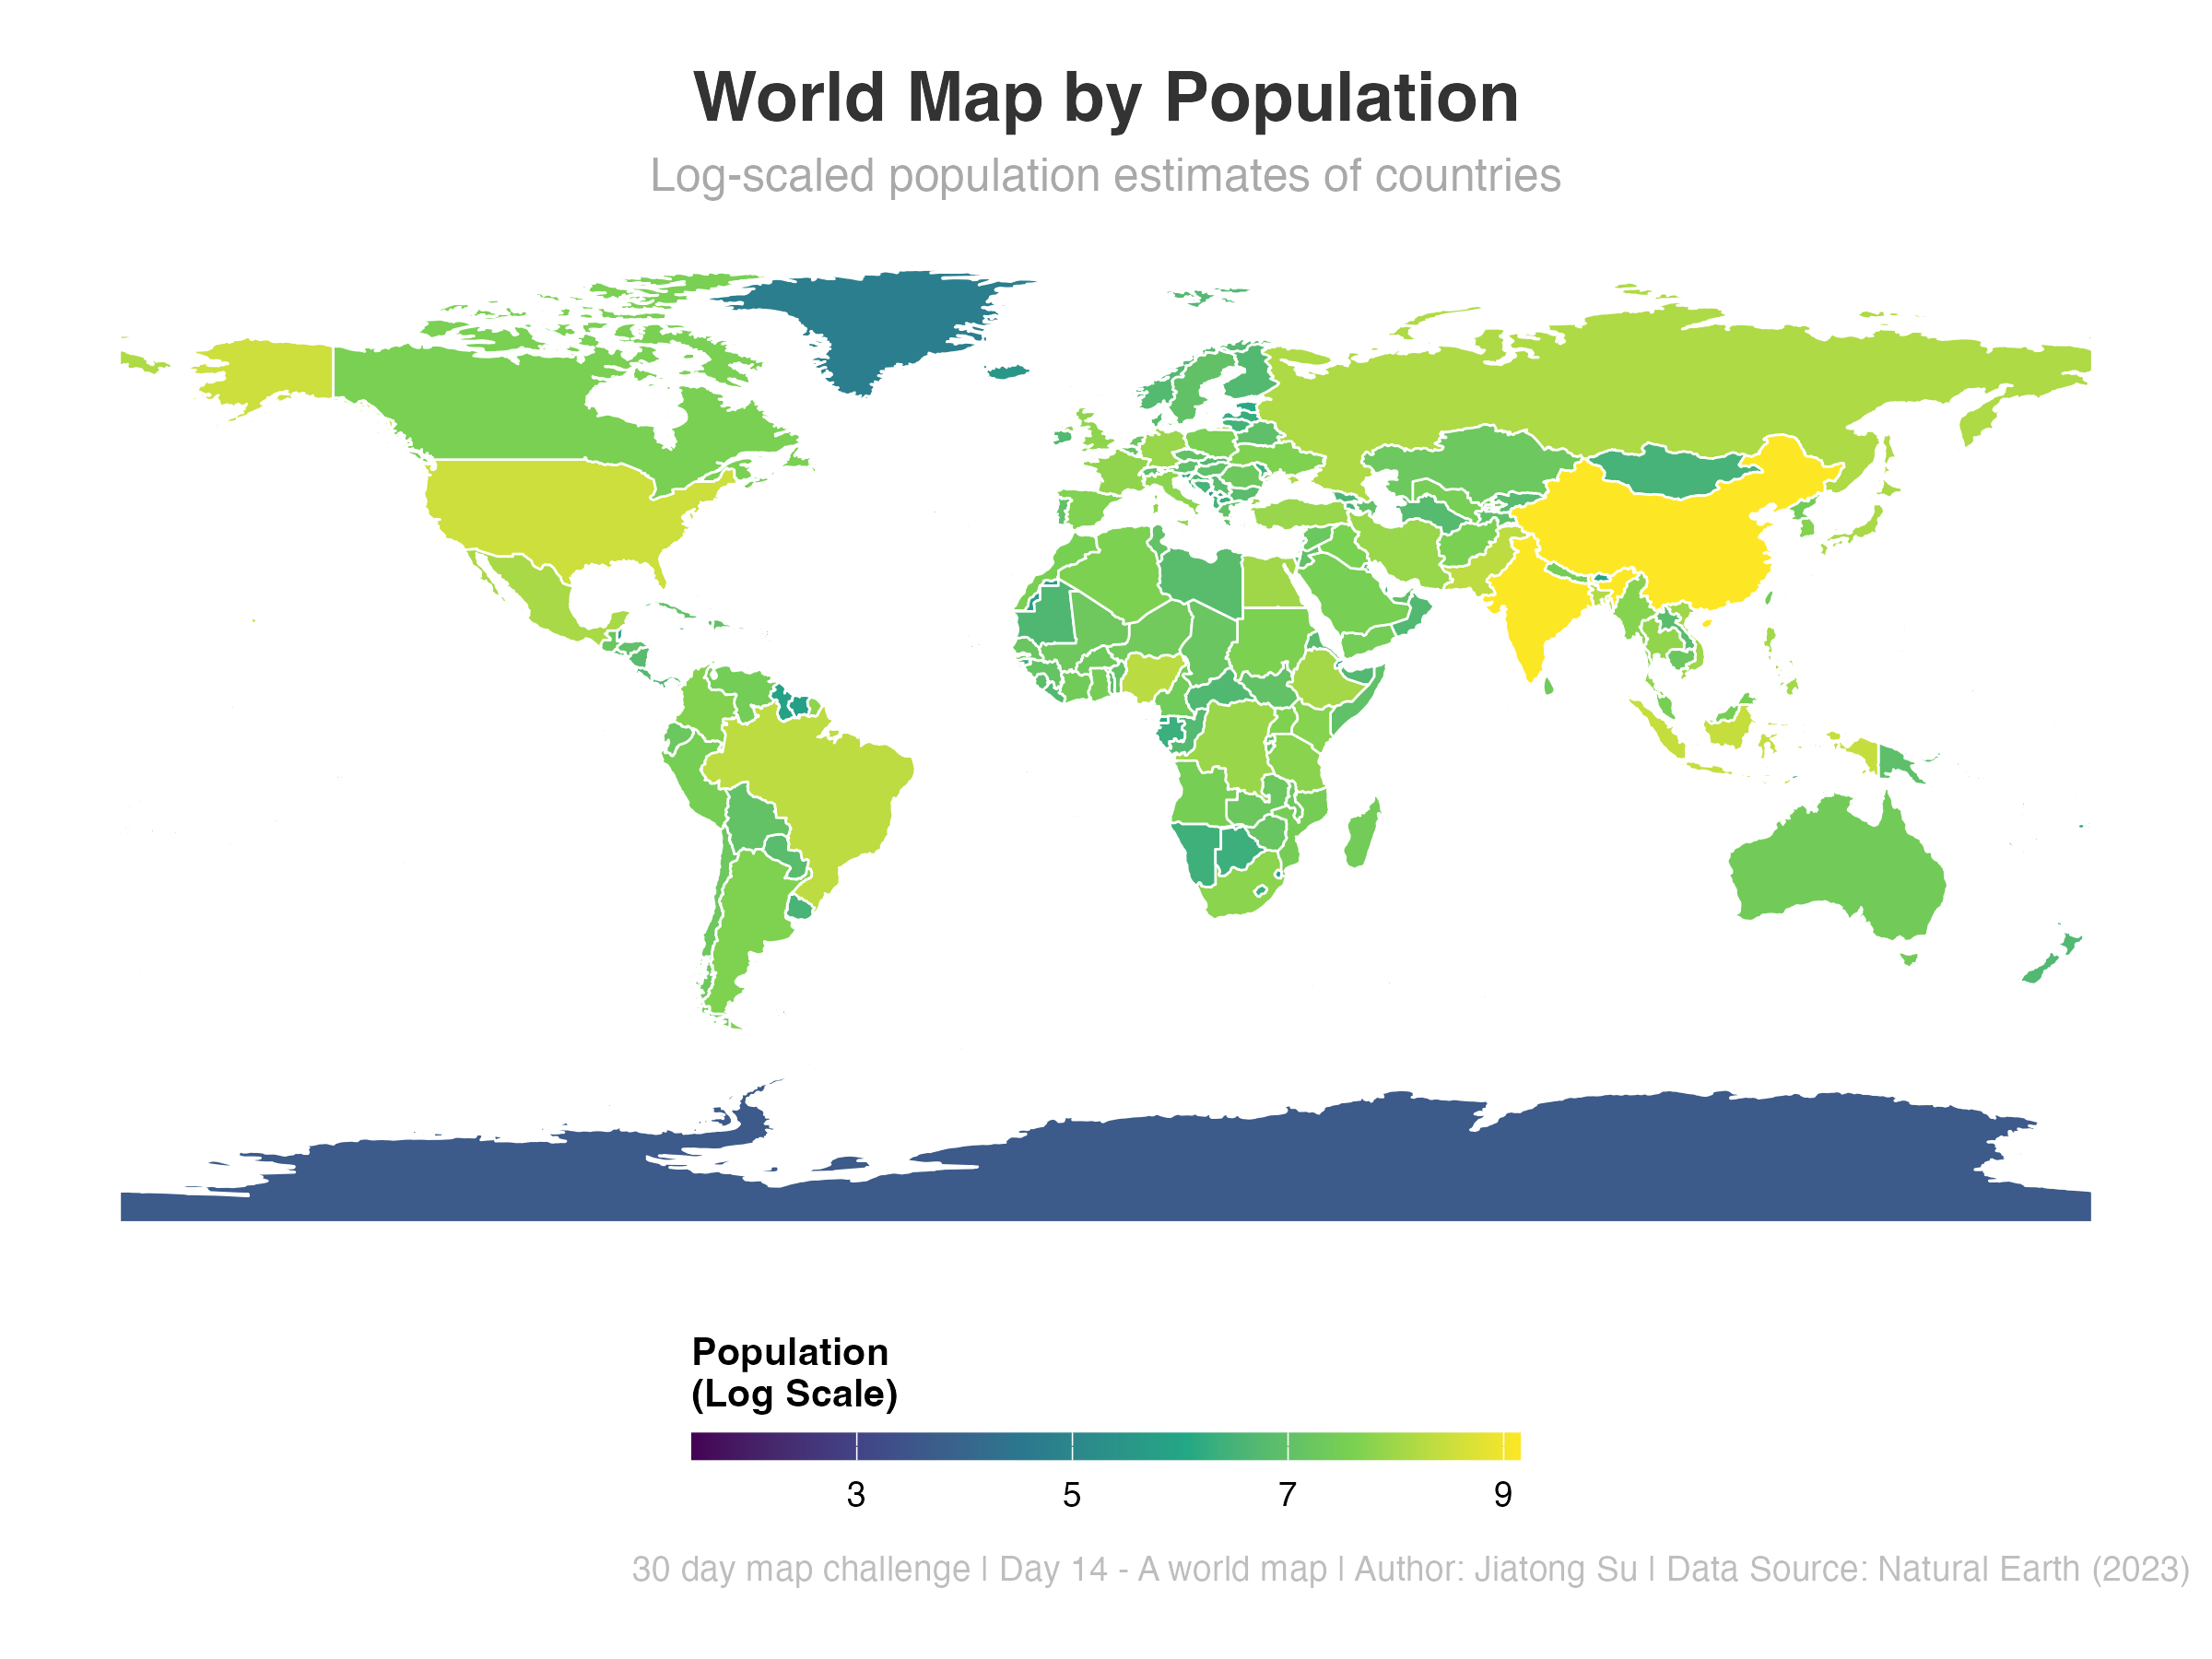 World Map by Population
Log-scaled population estimates of countries
Population
(Log Scale)
3 5 7 9
30 day map challenge | Day 14 - A world map | Author: Jiatong Su | Data Source: Natural Earth (2023)